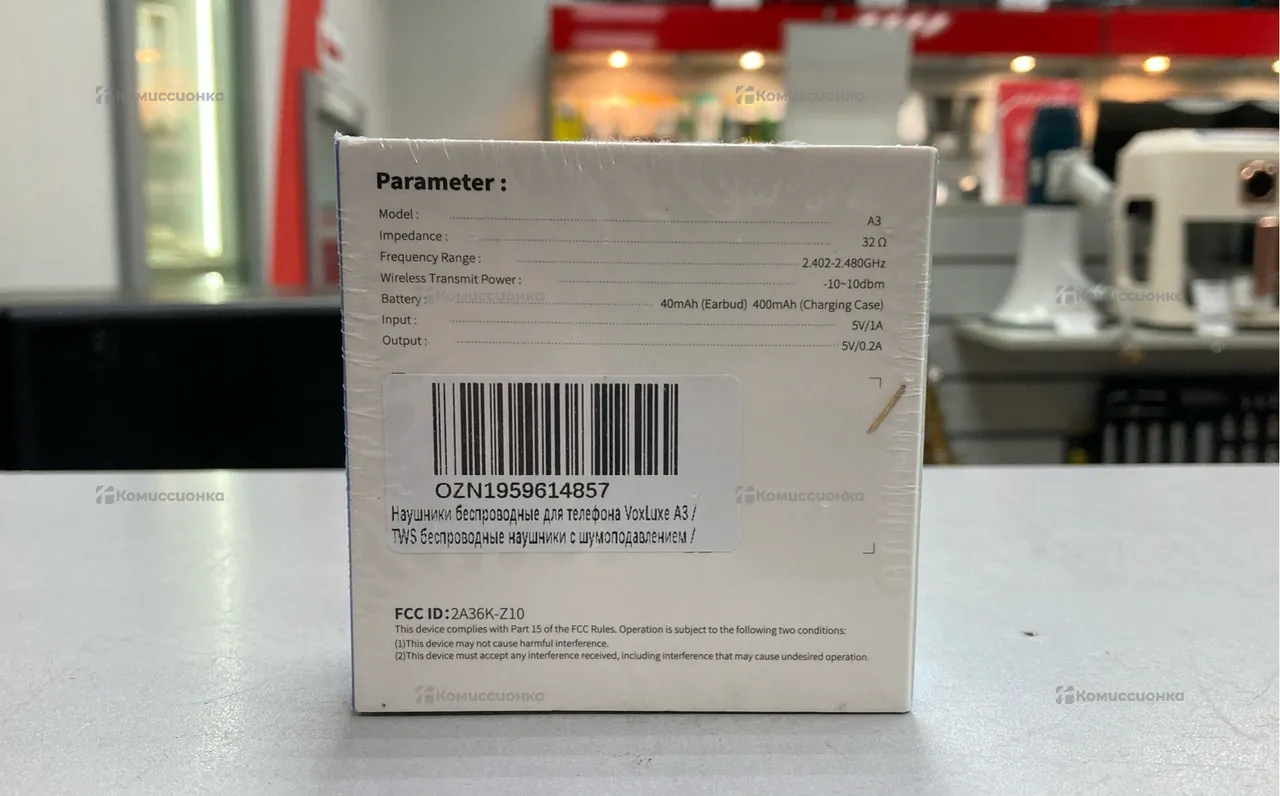 Комиссионка
Комиссионка
Parameter :
Model : A3
Impedance : 32 Ω
Frequency Range : 2.402-2.480GHz
Wireless Transmit Power : -10~10dbm
Комиссионка
Комиссионка
Battery : 40mAh (Earbud) 400mAh (Charging Case)
Input : 5V/1A
Output : 5V/0.2A
OZN1959614857
Комиссионка
Комиссионка
Наушники беспроводные для телефона VoxLuxe A3 /
TWS беспроводные наушники с шумоподавлением /
FCC ID:2A36K-Z10
This device complies with Part 15 of the FCC Rules. Operation is subject to the following two conditions:
(1)This device may not cause harmful interference.
(2)This device must accept any interference received, including interference that may cause undesired operation.
Комиссионка
Комиссионка